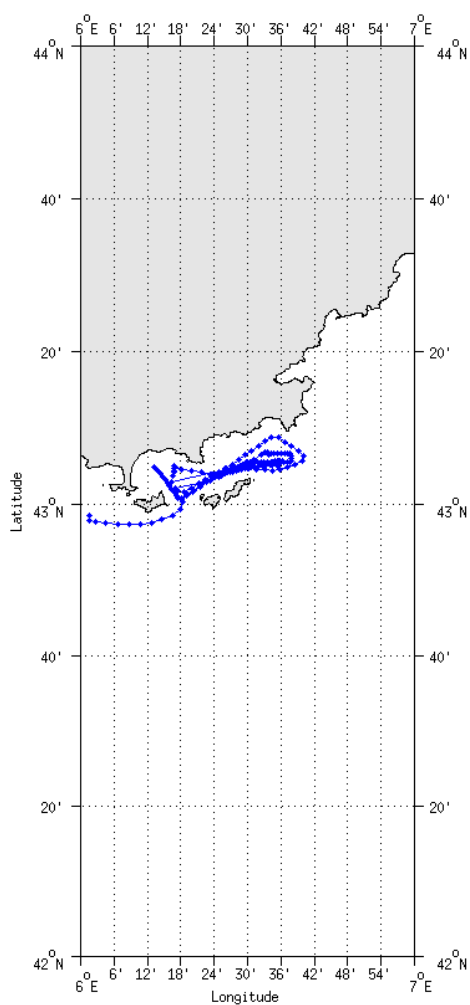 6°E 6' 12' 18' 24' 30' 36' 42' 48' 54' 7°E
44°N 44°N
40' 40'
20' 20'
Latitude
43°N 43°N
40' 40'
20' 20'
42°N 42°N
6°E 6' 12' 18' 24' 30' 36' 42' 48' 54' 7°E
Longitude